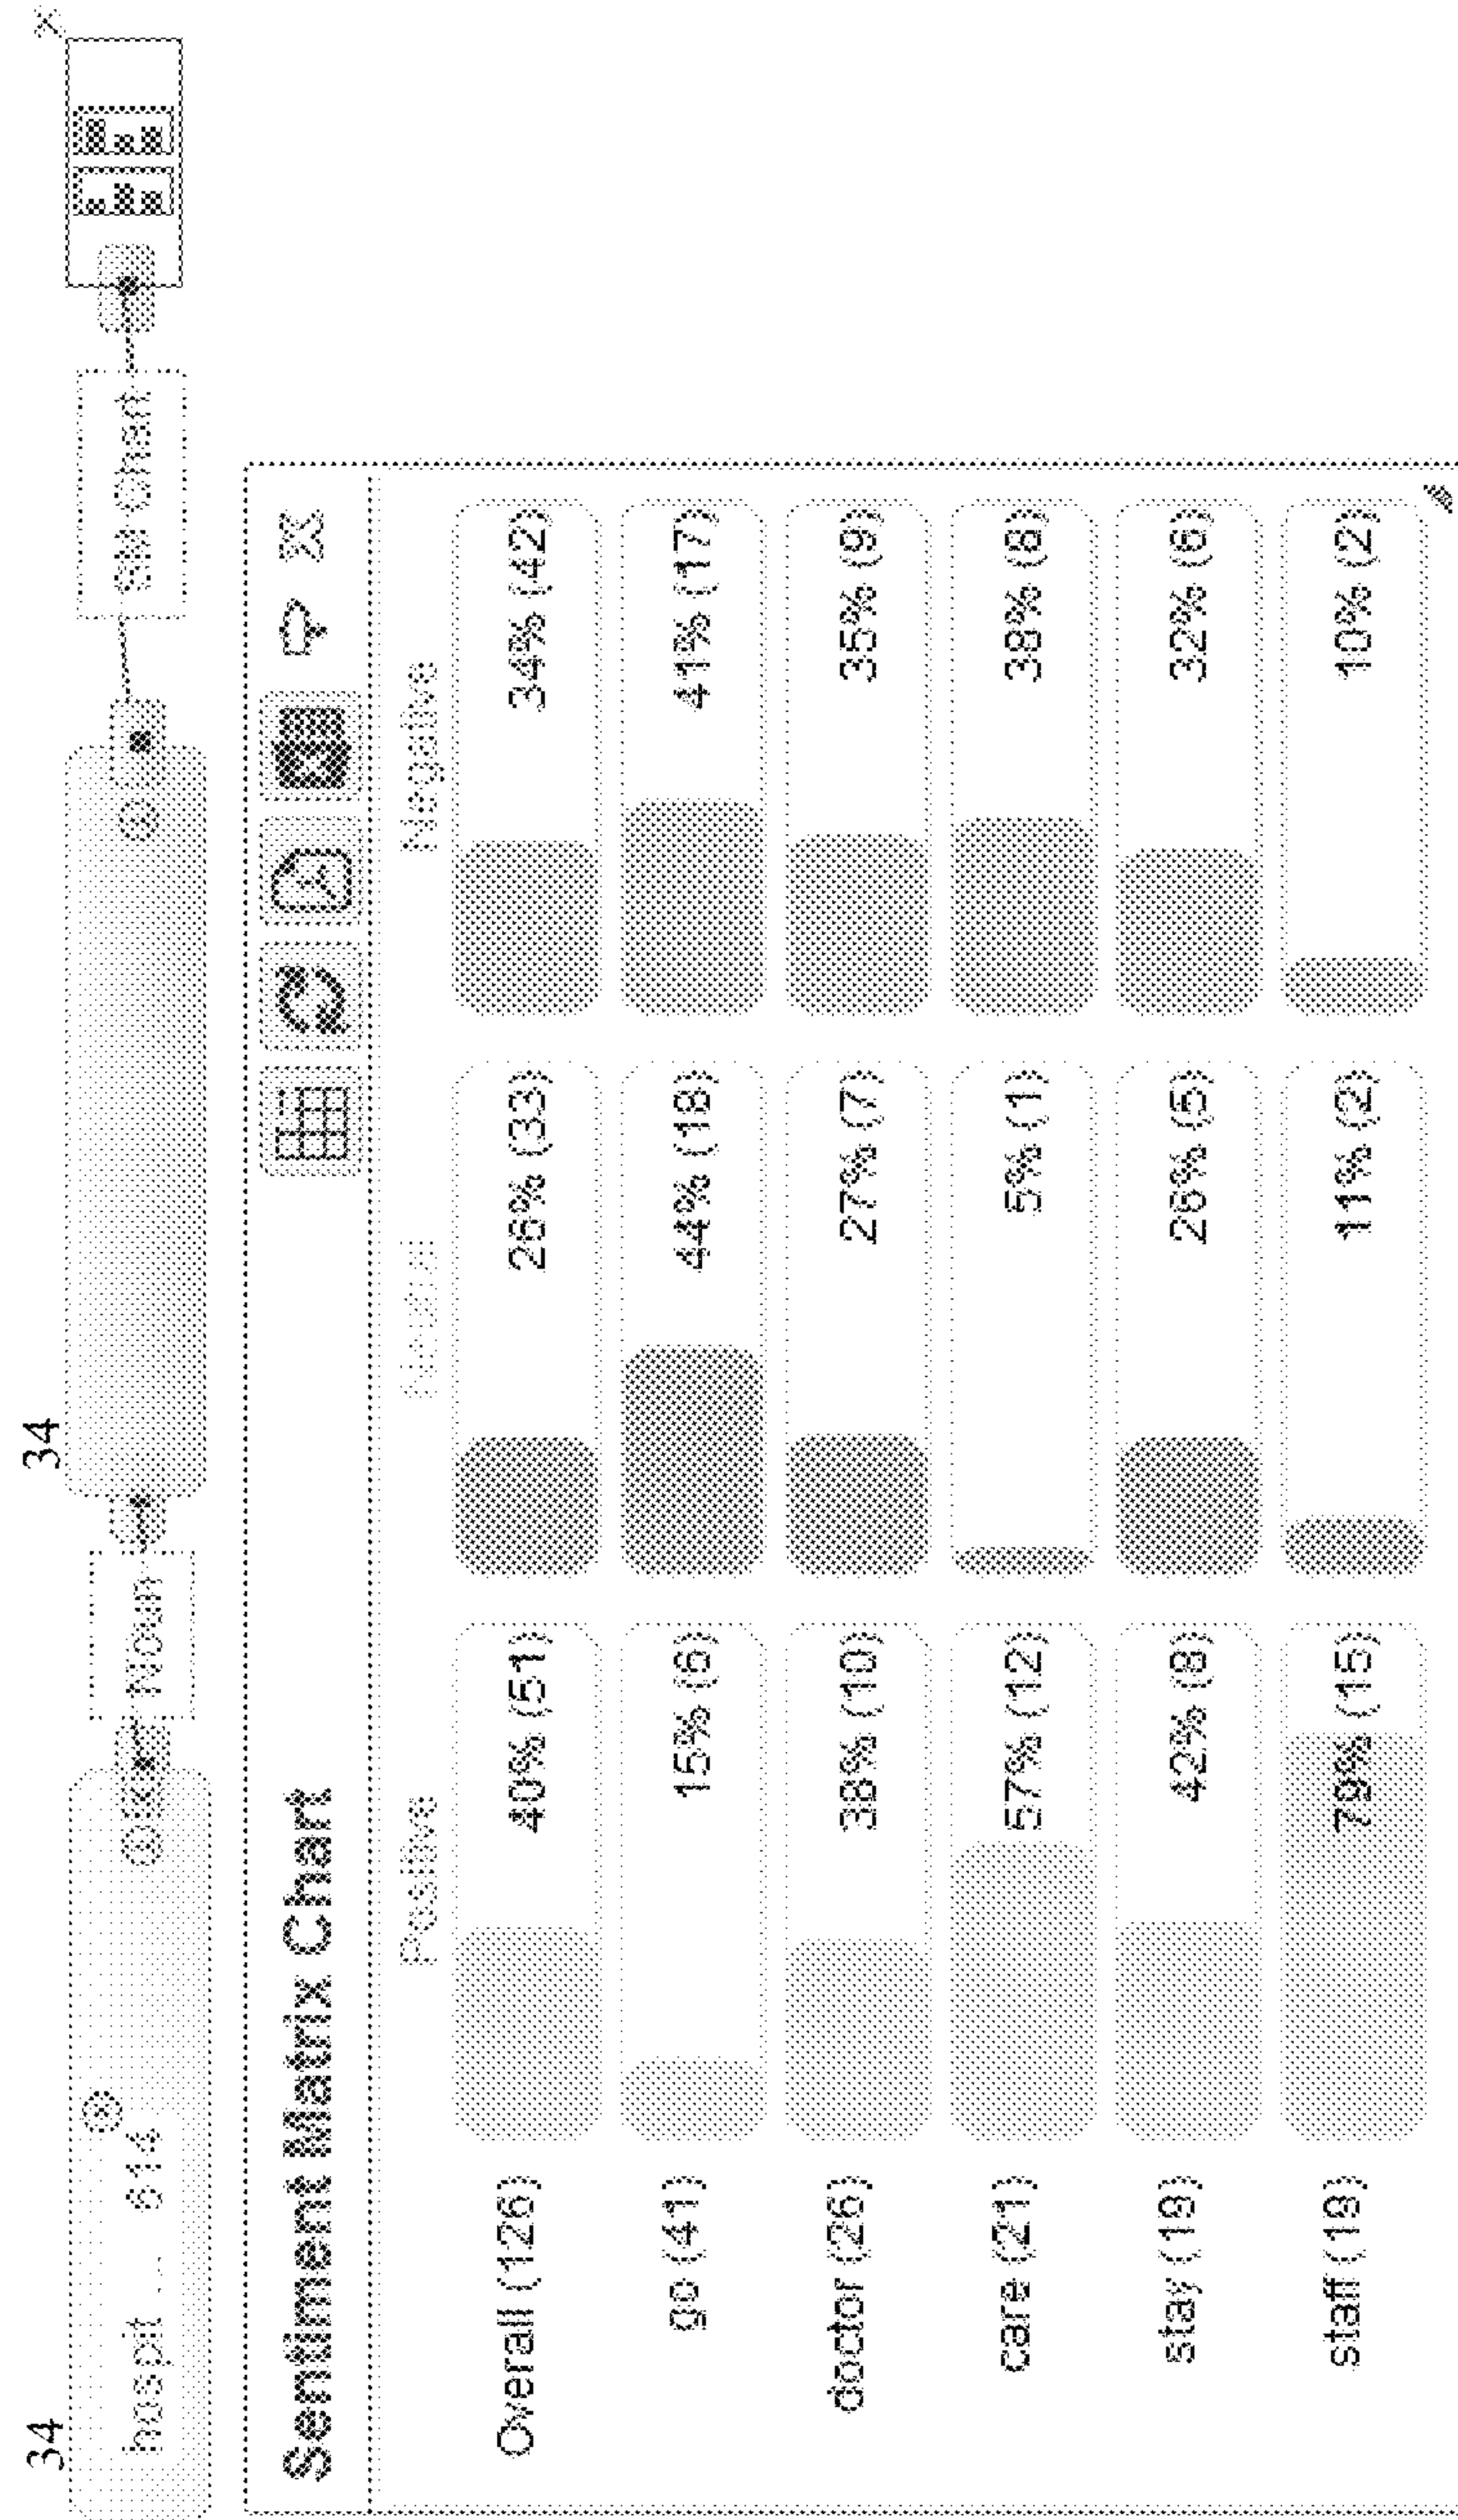 34
34
hospit ... 614
Noun
SM Chart
Sentiment Matrix Chart
Positive Neutral Negative
Overall (126) 40% (51) 26% (33) 34% (42)
go (41) 15% (6) 44% (18) 41% (17)
doctor (26) 38% (10) 27% (7) 35% (9)
care (21) 57% (12) 5% (1) 38% (8)
stay (19) 42% (8) 26% (5) 32% (6)
staff (19) 79% (15) 11% (2) 10% (2)